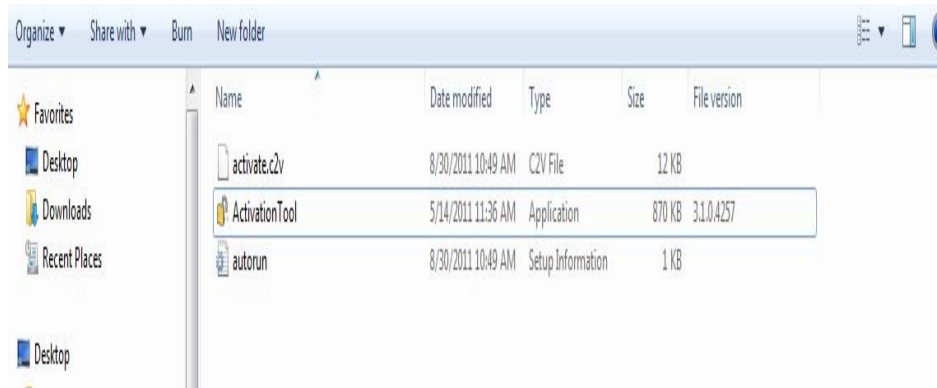 Organize Share with Burn New folder
Favorites
Desktop
Downloads
Recent Places
Desktop
Name Date modified Type Size File version
activate.c2v 8/30/2011 10:49 AM C2V File 12 KB
ActivationTool 5/14/2011 11:36 AM Application 870 KB 3.1.0.4257
autorun 8/30/2011 10:49 AM Setup Information 1 KB